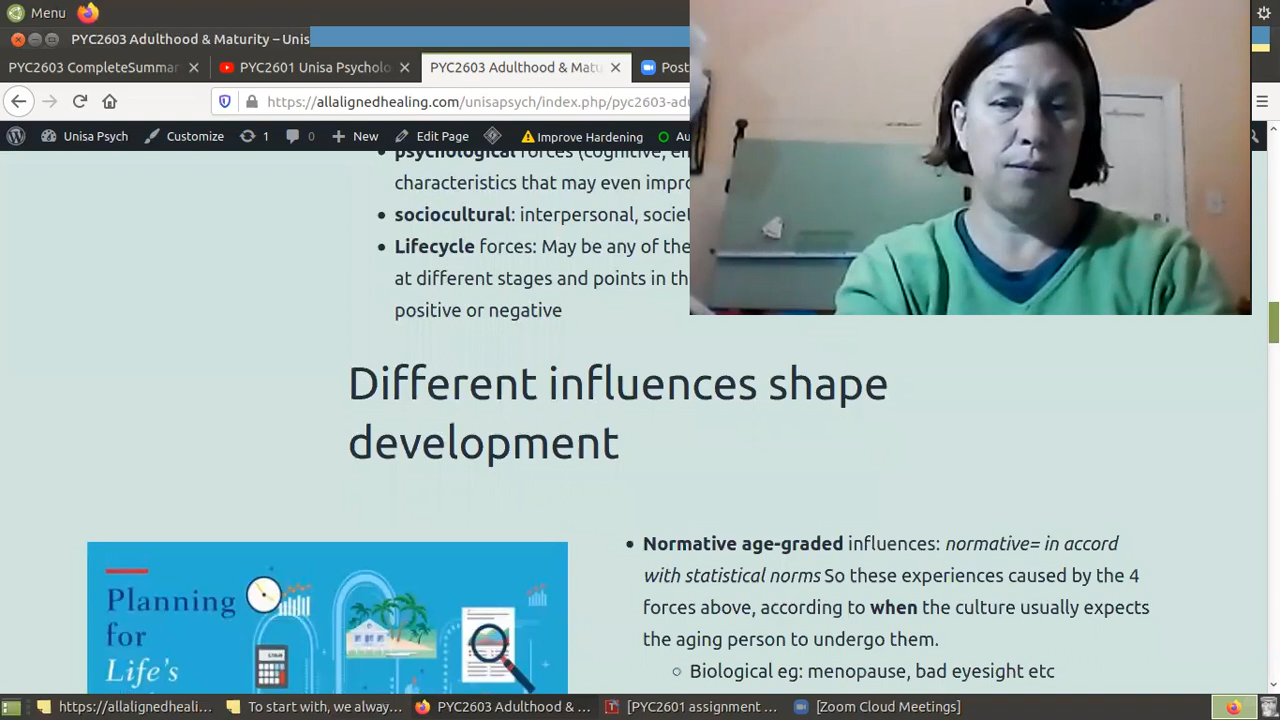 Menu
PYC2603 Adulthood & Maturity – Unis
PYC2603 CompleteSummar
PYC2601 Unisa Psycholo
PYC2603 Adulthood & Matu
Post
https://allalignedhealing.com/unisapsych/index.php/pyc2603-ad
Unisa Psych
Customize
1
0
New
Edit Page
Improve Hardening
Au
psychological forces (cognitive, em
characteristics that may even impro
sociocultural: interpersonal, societ
Lifecycle forces: May be any of the
at different stages and points in th
positive or negative
Different influences shape
development
Normative age-graded influences: normative= in accord
with statistical norms So these experiences caused by the 4
forces above, according to when the culture usually expects
the aging person to undergo them.
Biological eg: menopause, bad eyesight etc
Planning
for
Life's
https://allalignedheali...
To start with, we alway...
PYC2603 Adulthood & ...
[PYC2601 assignment ...
[Zoom Cloud Meetings]